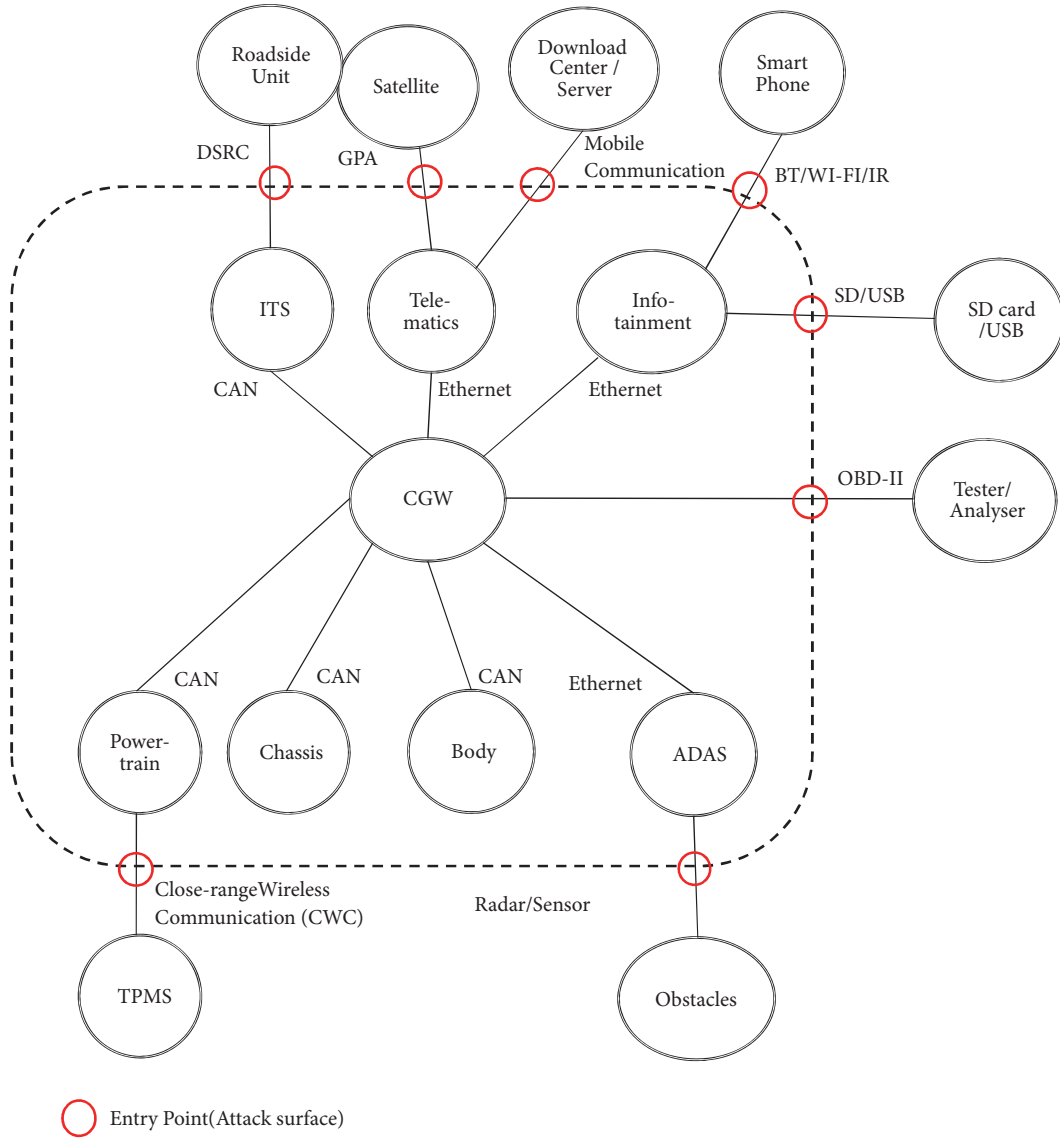 Roadside
Unit
Satellite
Download
Center /
Server
Smart
Phone
DSRC
GPA
Mobile
Communication
BT/WI-FI/IR
ITS
Tele-
matics
Info-
tainment
SD/USB
SD card
/USB
CAN
Ethernet
Ethernet
CGW
OBD-II
Tester/
Analyser
CAN
CAN
CAN
Ethernet
Power-
train
Chassis
Body
ADAS
Close-rangeWireless
Communication (CWC)
Radar/Sensor
TPMS
Obstacles
Entry Point(Attack surface)